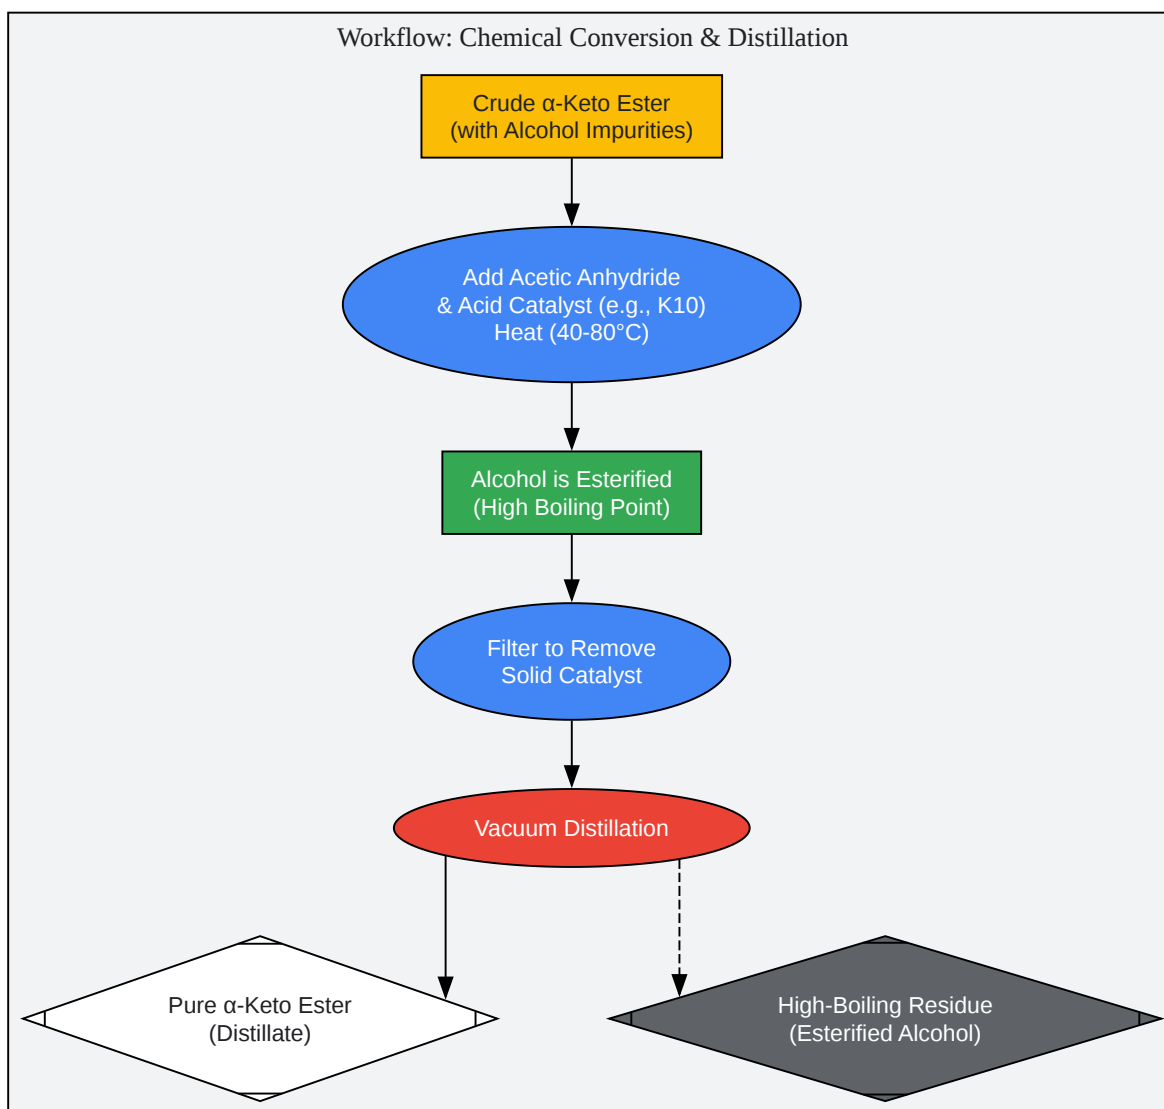 Workflow: Chemical Conversion & Distillation
Crude α-Keto Ester
(with Alcohol Impurities)
Add Acetic Anhydride
& Acid Catalyst (e.g., K10)
Heat (40-80°C)
Alcohol is Esterified
(High Boiling Point)
Filter to Remove
Solid Catalyst
Vacuum Distillation
Pure α-Keto Ester
(Distillate)
High-Boiling Residue
(Esterified Alcohol)